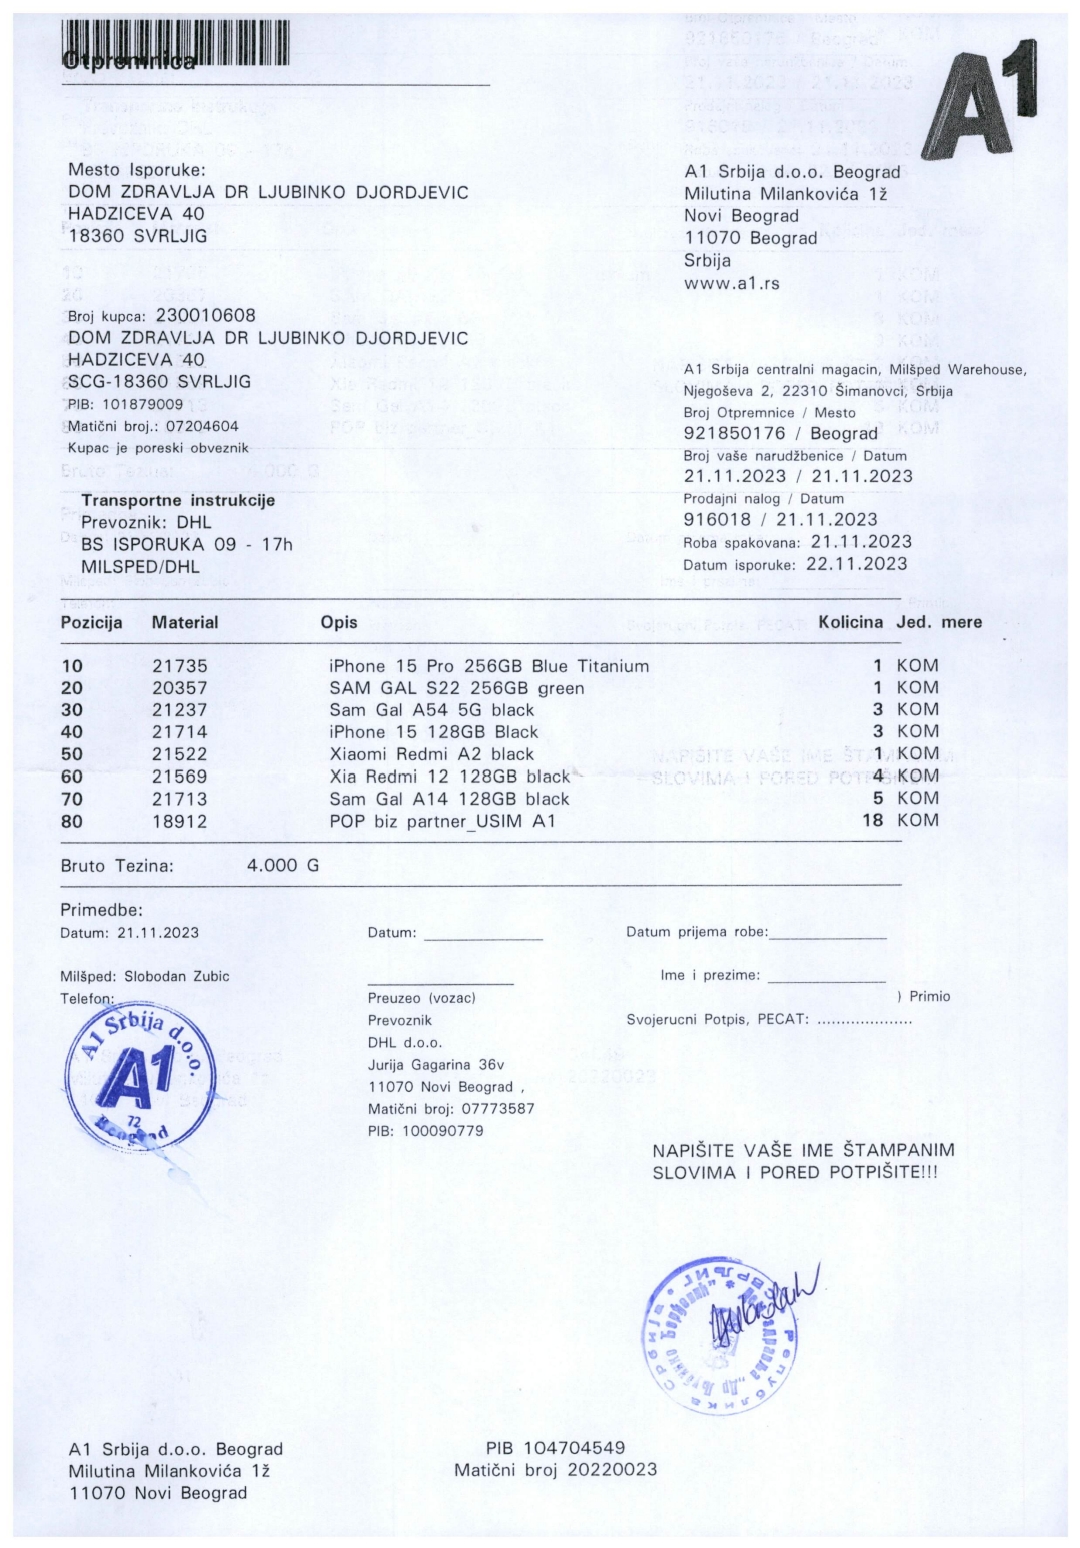 Otpremnica
A1
Mesto Isporuke:
DOM ZDRAVLJA DR LJUBINKO DJORDJEVIC
HADZICEVA 40
18360 SVRLJIG
A1 Srbija d.o.o. Beograd
Milutina Milankovića 1ž
Novi Beograd
11070 Beograd
Srbija
www.a1.rs
Broj kupca: 230010608
DOM ZDRAVLJA DR LJUBINKO DJORDJEVIC
HADZICEVA 40
SCG-18360 SVRLJIG
PIB: 101879009
Matični broj.: 07204604
Kupac je poreski obveznik
A1 Srbija centralni magacin, Milšped Warehouse,
Njegoševa 2, 22310 Šimanovci, Srbija
Broj Otpremnice / Mesto
921850176 / Beograd
Broj vaše narudžbenice / Datum
21.11.2023 / 21.11.2023
Prodajni nalog / Datum
916018 / 21.11.2023
Roba spakovana: 21.11.2023
Datum isporuke: 22.11.2023
Transportne instrukcije
Prevoznik: DHL
BS ISPORUKA 09 - 17h
MILSPED/DHL
Pozicija Material Opis Kolicina Jed. mere
10 21735 iPhone 15 Pro 256GB Blue Titanium 1 KOM
20 20357 SAM GAL S22 256GB green 1 KOM
30 21237 Sam Gal A54 5G black 3 KOM
40 21714 iPhone 15 128GB Black 3 KOM
50 21522 Xiaomi Redmi A2 black 1 KOM
60 21569 Xia Redmi 12 128GB black 4 KOM
70 21713 Sam Gal A14 128GB black 5 KOM
80 18912 POP biz partner_USIM A1 18 KOM
Bruto Tezina: 4.000 G
Primedbe:
Datum: 21.11.2023
Milšped: Slobodan Zubic
Telefon:
A1 Srbija d.o.o.
A1
72
Beograd
Datum: ____________
Preuzeo (vozac)
Prevoznik
DHL d.o.o.
Jurija Gagarina 36v
11070 Novi Beograd ,
Matični broj: 07773587
PIB: 100090779
Datum prijema robe:____________
Ime i prezime: ____________
) Primio
Svojerucni Potpis, PECAT: ....................
NAPIŠITE VAŠE IME ŠTAMPANIM
SLOVIMA I PORED POTPIŠITE!!!
A1 Srbija d.o.o. Beograd
Milutina Milankovića 1ž
11070 Novi Beograd
PIB 104704549
Matični broj 20220023